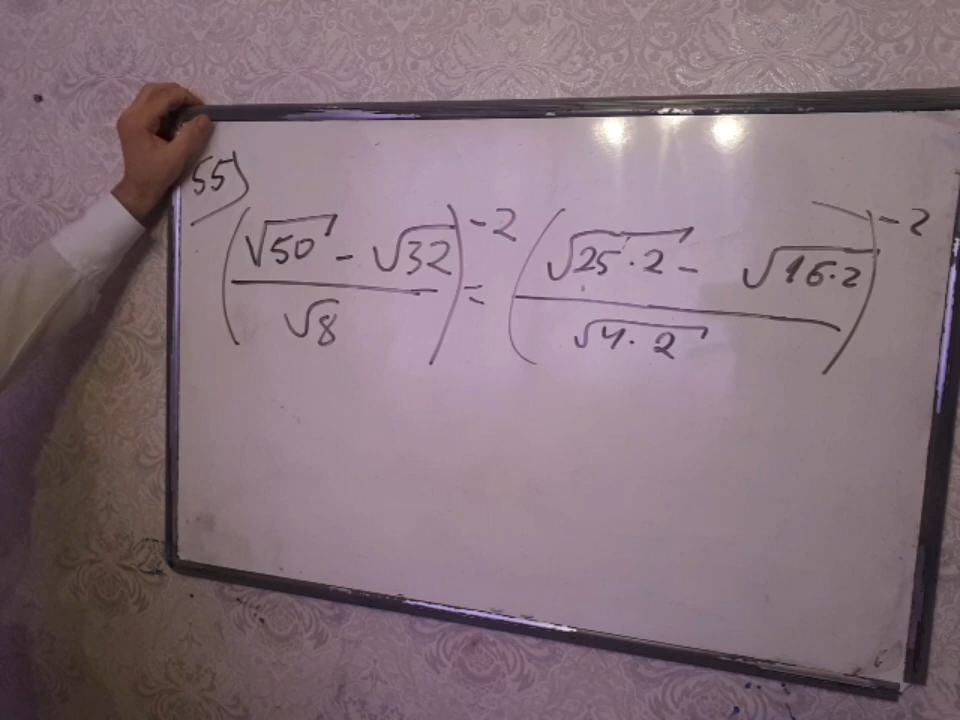 55)
(√50 - √32 / √8)⁻² = (√25·2 - √16·2 / √4·2)⁻²